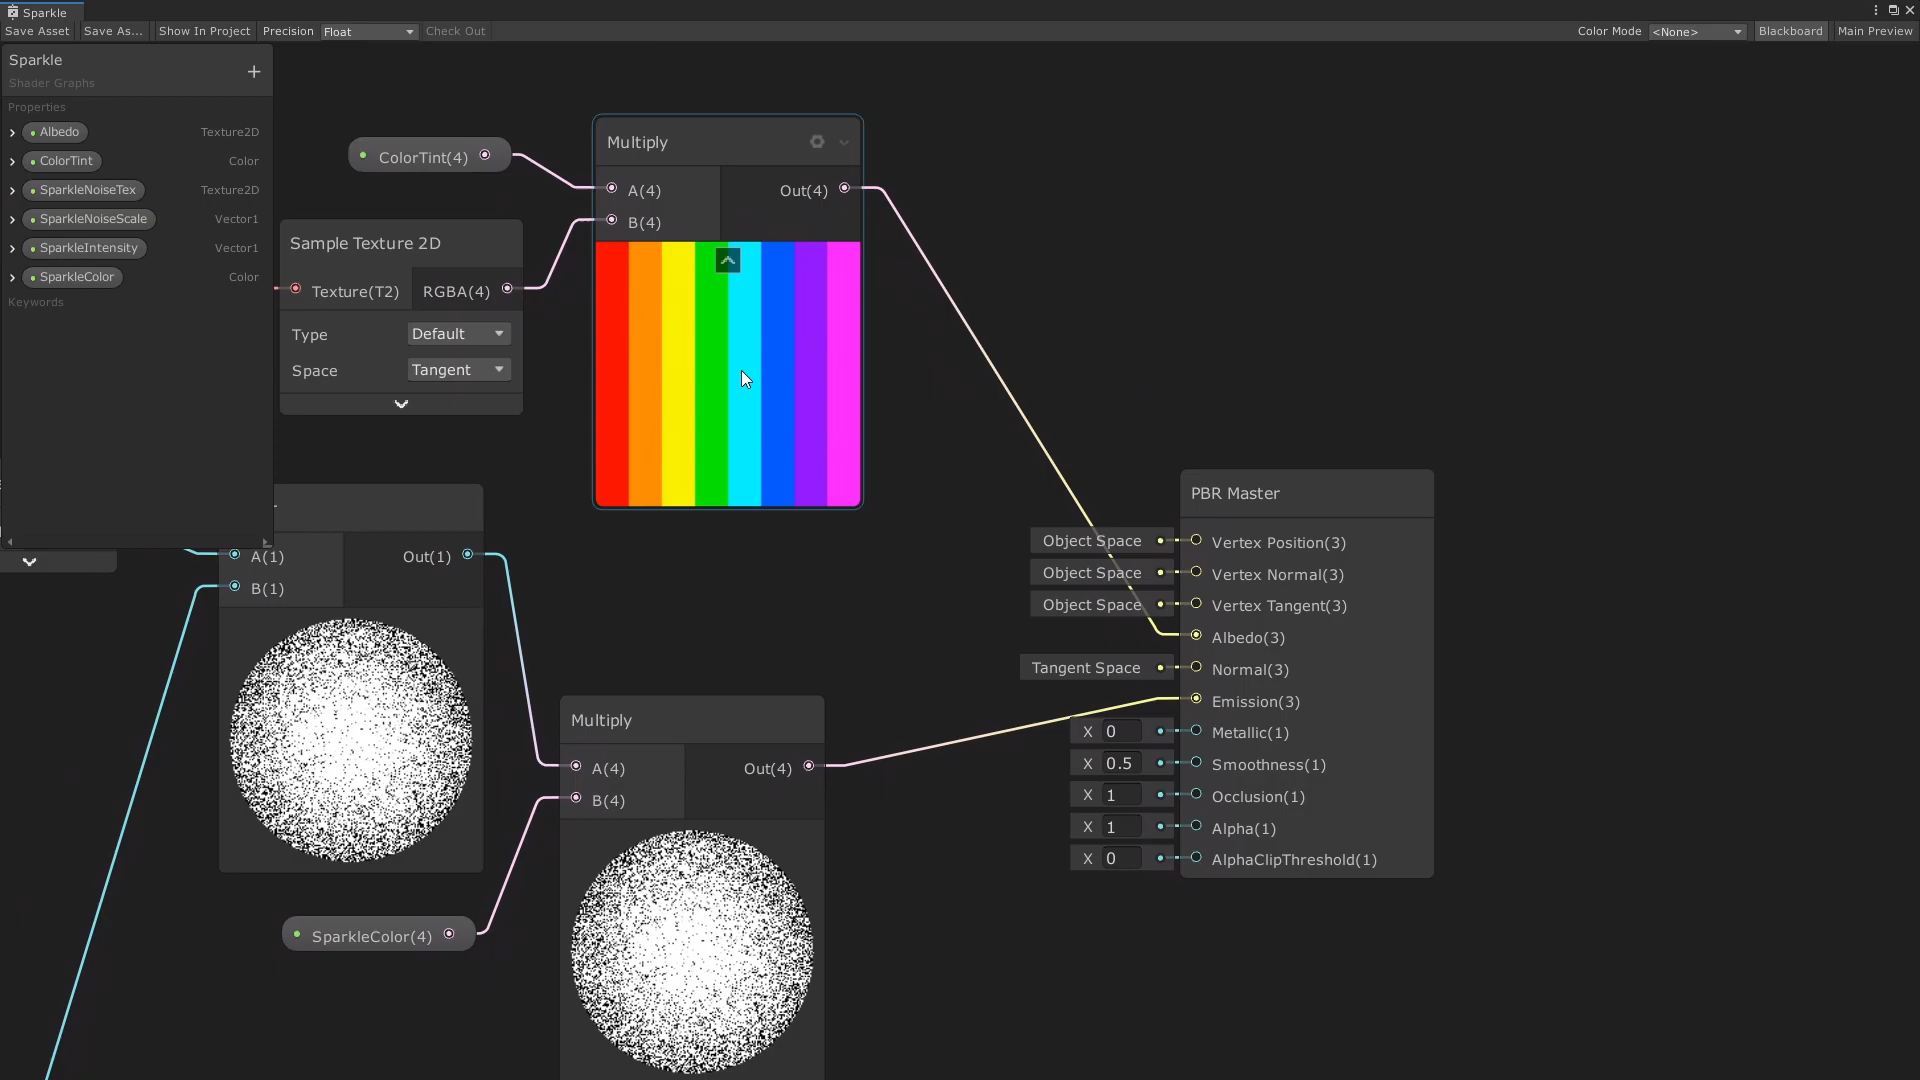 Sparkle
Save Asset Save As... Show In Project Precision Float Check Out Color Mode <None> Blackboard Main Preview
Sparkle
Shader Graphs
Properties
Albedo Texture2D
ColorTint Color
SparkleNoiseTex Texture2D
SparkleNoiseScale Vector1
SparkleIntensity Vector1
SparkleColor Color
Keywords
ColorTint(4)
Multiply
A(4) Out(4)
B(4)
Sample Texture 2D
Texture(T2) RGBA(4)
Type Default
Space Tangent
A(1) Out(1)
B(1)
Multiply
A(4) Out(4)
B(4)
SparkleColor(4)
PBR Master
Object Space Vertex Position(3)
Object Space Vertex Normal(3)
Object Space Vertex Tangent(3)
Albedo(3)
Tangent Space Normal(3)
Emission(3)
X 0 Metallic(1)
X 0.5 Smoothness(1)
X 1 Occlusion(1)
X 1 Alpha(1)
X 0 AlphaClipThreshold(1)